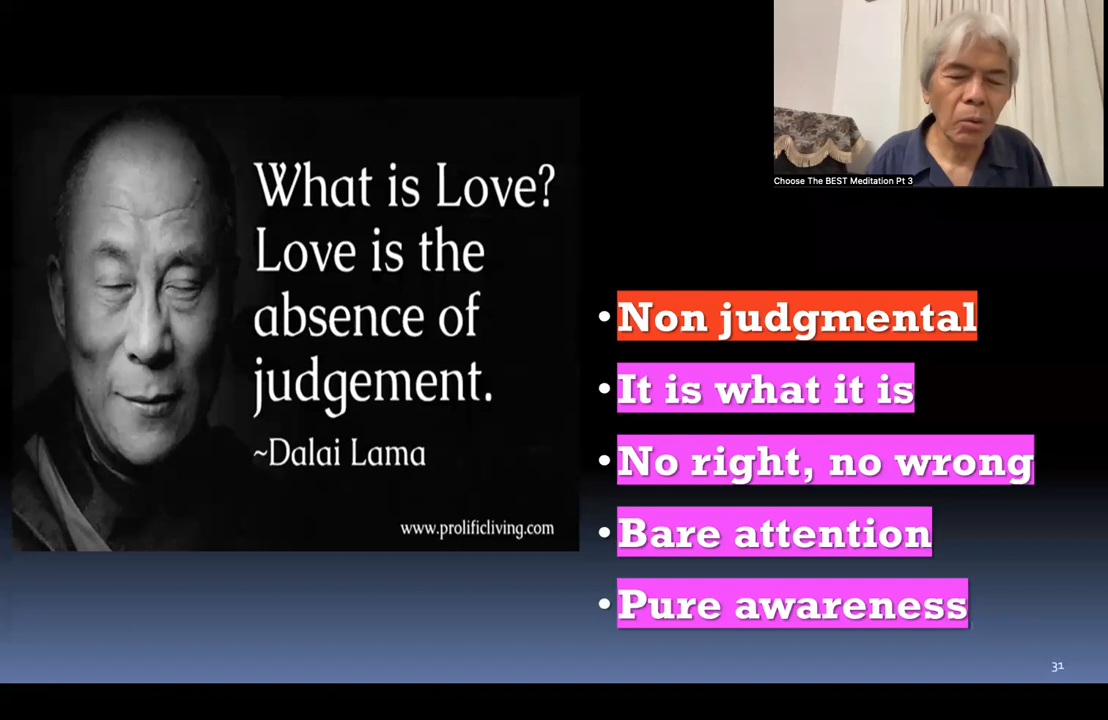 What is Love?
Love is the
absence of
judgement.
~Dalai Lama
www.prolificliving.com
Choose The BEST Meditation Pt 3
• Non judgmental
• It is what it is
• No right, no wrong
• Bare attention
• Pure awareness
31